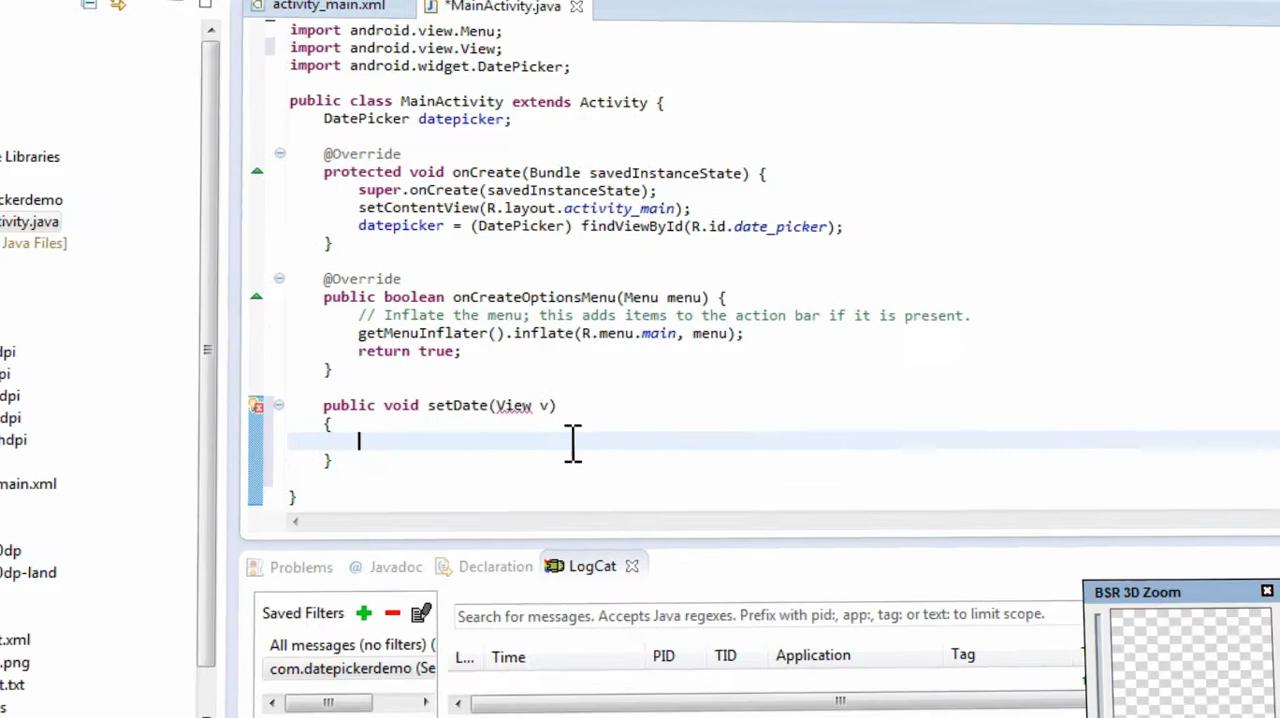 activity_main.xml
*MainActivity.java
import android.view.Menu;
import android.view.View;
import android.widget.DatePicker;
public class MainActivity extends Activity {
DatePicker datepicker;
@Override
protected void onCreate(Bundle savedInstanceState) {
super.onCreate(savedInstanceState);
setContentView(R.layout.activity_main);
datepicker = (DatePicker) findViewById(R.id.date_picker);
}
@Override
public boolean onCreateOptionsMenu(Menu menu) {
// Inflate the menu; this adds items to the action bar if it is present.
getMenuInflater().inflate(R.menu.main, menu);
return true;
}
public void setDate(View v)
{
}
}
e Libraries
ckerdemo
tivity.java
Java Files]
dpi
pi
dpi
dpi
hdpi
main.xml
0dp
0dp-land
t.xml
.png
t.txt
s
Problems
@ Javadoc
Declaration
LogCat
Saved Filters
All messages (no filters) (
com.datepickerdemo (Se
Search for messages. Accepts Java regexes. Prefix with pid:, app:, tag: or text: to limit scope.
L... Time PID TID Application Tag
BSR 3D Zoom